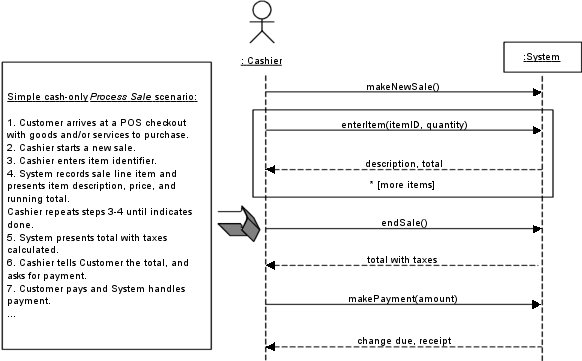 : Cashier
:System
Simple cash-only Process Sale scenario:
1. Customer arrives at a POS checkout
with goods and/or services to purchase.
2. Cashier starts a new sale.
3. Cashier enters item identifier.
4. System records sale line item and
presents item description, price, and
running total.
Cashier repeats steps 3-4 until indicates
done.
5. System presents total with taxes
calculated.
6. Cashier tells Customer the total, and
asks for payment.
7. Customer pays and System handles
payment.
...
makeNewSale()
enterItem(itemID, quantity)
description, total
* [more items]
endSale()
total with taxes
makePayment(amount)
change due, receipt